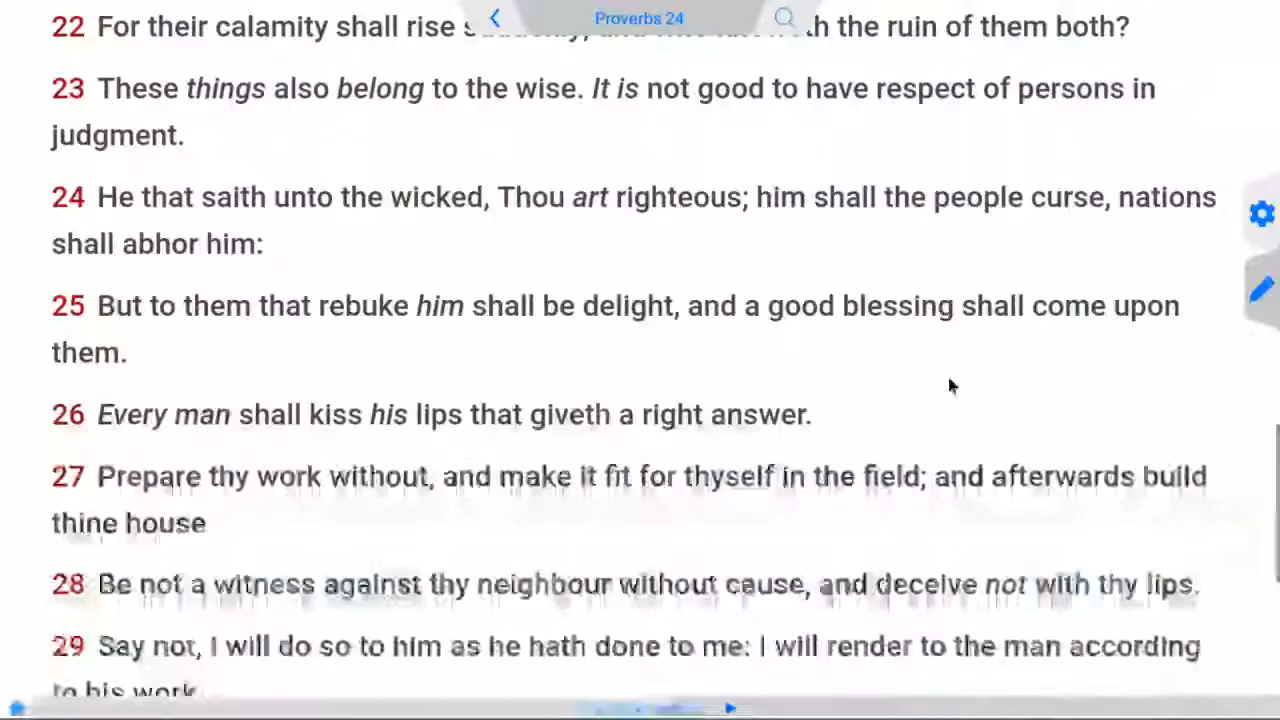 Proverbs 24
22 For their calamity shall rise the ruin of them both?
23 These things also belong to the wise. It is not good to have respect of persons in
judgment.
24 He that saith unto the wicked, Thou art righteous; him shall the people curse, nations
shall abhor him:
25 But to them that rebuke him shall be delight, and a good blessing shall come upon
them.
26 Every man shall kiss his lips that giveth a right answer.
27 Prepare thy work without, and make it fit for thyself in the field; and afterwards build
thine house
28 Be not a witness against thy neighbour without cause, and deceive not with thy lips.
29 Say not, I will do so to him as he hath done to me: I will render to the man according
to his work